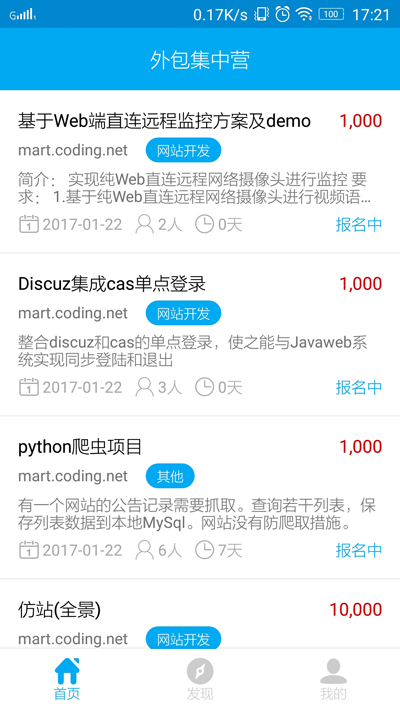 0.17K/s 100 17:21
外包集中营
基于Web端直连远程监控方案及demo 1,000
mart.coding.net 网站开发
简介： 实现纯Web直连远程网络摄像头进行监控 要
求： 1.基于纯Web直连远程网络摄像头进行视频语...
1 2017-01-22 2人 0天 报名中
Discuz集成cas单点登录 1,000
mart.coding.net 网站开发
整合discuz和cas的单点登录，使之能与Javaweb系
统实现同步登陆和退出
1 2017-01-22 3人 0天 报名中
python爬虫项目 1,000
mart.coding.net 其他
有一个网站的公告记录需要抓取。查询若干列表，保
存列表数据到本地MySql。网站没有防爬取措施。
1 2017-01-22 6人 7天 报名中
仿站(全景) 10,000
mart.coding.net 网站开发
首页 发现 我的